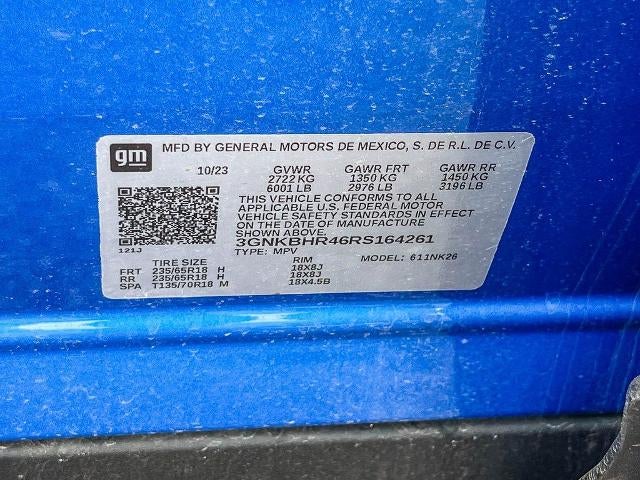 gm
MFD BY GENERAL MOTORS DE MEXICO, S. DE R.L. DE C.V.
10/23 GVWR GAWR FRT GAWR RR
2722 KG 1350 KG 1450 KG
6001 LB 2976 LB 3196 LB
THIS VEHICLE CONFORMS TO ALL
APPLICABLE U.S. FEDERAL MOTOR
VEHICLE SAFETY STANDARDS IN EFFECT
ON THE DATE OF MANUFACTURE
121J 3GNKBHR46RS164261
TYPE: MPV MODEL: 611NK26
TIRE SIZE RIM
FRT 235/65R18 H 18X8J
RR 235/65R18 H 18X8J
SPA T135/70R18 M 18X4.5B